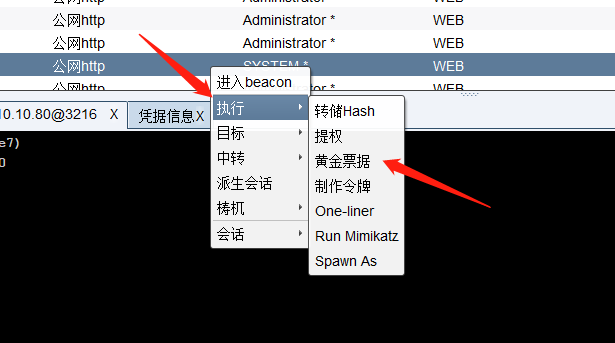 公网http Administrator * WEB
公网http Administrator * WEB
公网http Administrator * WEB
公网http SYSTEM * WEB
进入beacon
执行
目标
中转
派生会话
梼杌
会话
转储Hash
提权
黄金票据
制作令牌
One-liner
Run Mimikatz
Spawn As
0.10.80@3216 X 凭据信息X
e7)
0